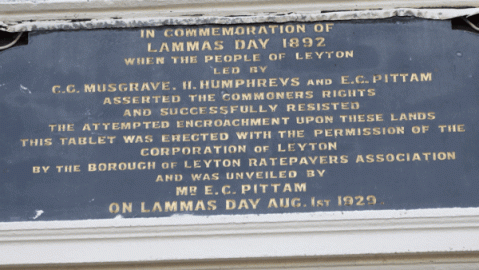 IN COMMEMORATION OF
LAMMAS DAY 1892
WHEN THE PEOPLE OF LEYTON
LED BY
G.G. MUSGRAVE, H. HUMPHREYS AND E.C. PITTAM
ASSERTED THE COMMONERS RIGHTS
AND SUCCESSFULLY RESISTED
THE ATTEMPTED ENCROACHMENT UPON THESE LANDS
THIS TABLET WAS ERECTED WITH THE PERMISSION OF THE
CORPORATION OF LEYTON
BY THE BOROUGH OF LEYTON RATEPAYERS ASSOCIATION
AND WAS UNVEILED BY
MR E.C. PITTAM
ON LAMMAS DAY AUG. 1ST 1929.